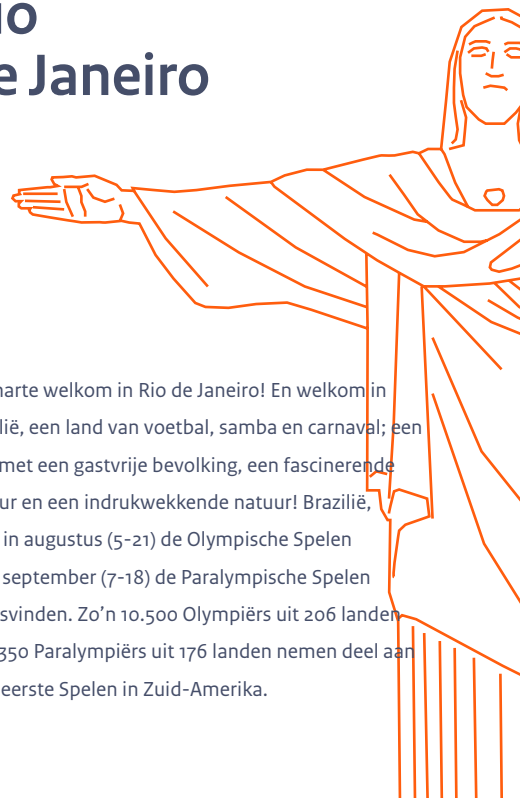 io
e Janeiro
harte welkom in Rio de Janeiro! En welkom in
lië, een land van voetbal, samba en carnaval; een
met een gastvrije bevolking, een fascinerende
ur en een indrukwekkende natuur! Brazilië,
in augustus (5-21) de Olympische Spelen
september (7-18) de Paralympische Spelen
svinden. Zo’n 10.500 Olympiërs uit 206 landen
350 Paralympiërs uit 176 landen nemen deel aan
eerste Spelen in Zuid-Amerika.